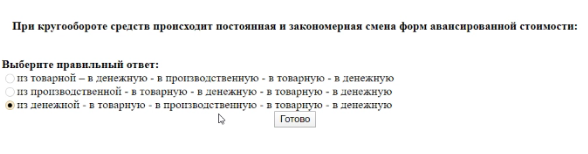 При кругообороте средств происходит постоянная и закономерная смена форм авансированной стоимости:
Выберите правильный ответ:
из товарной – в денежную - в производственную - в товарную - в денежную
из производственной - в товарную - в денежную - в товарную - в денежную
из денежной - в товарную - в производственную - в товарную - в денежную
Готово